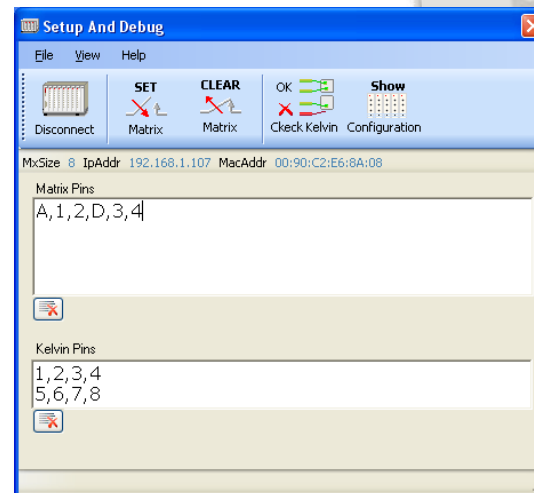 Setup And Debug
File View Help
SET CLEAR OK Show
Disconnect Matrix Matrix Ckeck Kelvin Configuration
MxSize 8 IpAddr 192.168.1.107 MacAddr 00:90:C2:E6:8A:08
Matrix Pins
A,1,2,D,3,4
Kelvin Pins
1,2,3,4
5,6,7,8